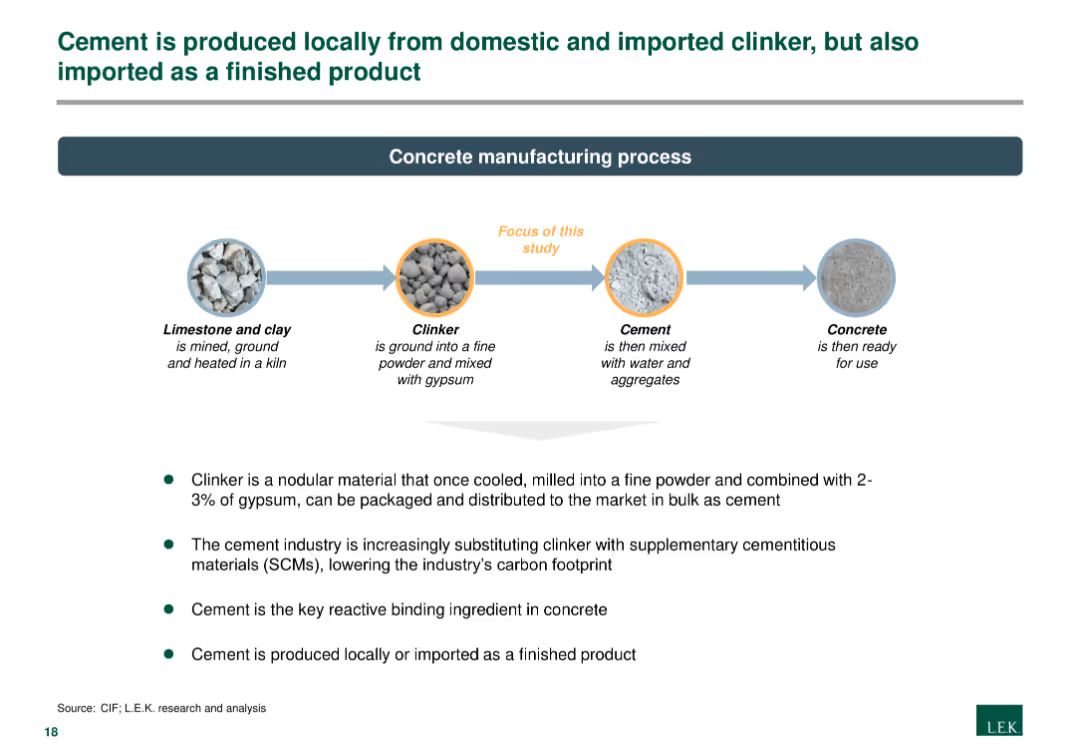 Cement is produced locally from domestic and imported clinker, but also
imported as a finished product
Concrete manufacturing process
Focus of this
study
Limestone and clay
is mined, ground
and heated in a kiln
Clinker
is ground into a fine
powder and mixed
with gypsum
Cement
is then mixed
with water and
aggregates
Concrete
is then ready
for use
Clinker is a nodular material that once cooled, milled into a fine powder and combined with 2-
3% of gypsum, can be packaged and distributed to the market in bulk as cement
The cement industry is increasingly substituting clinker with supplementary cementitious
materials (SCMs), lowering the industry's carbon footprint
Cement is the key reactive binding ingredient in concrete
Cement is produced locally or imported as a finished product
Source: CIF; L.E.K. research and analysis
18
L.E.K.